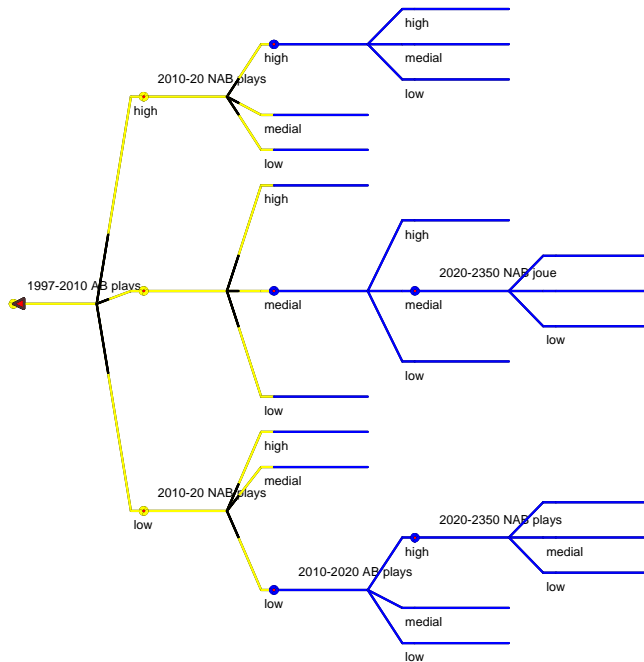 high
medial
high
2010-20 NAB plays
low
high
medial
low
high
high
2020-2350 NAB joue
1997-2010 AB plays
medial
medial
low
low
low
high
medial
2010-20 NAB plays
low
2020-2350 NAB plays
high
medial
2010-2020 AB plays
low
low
medial
low